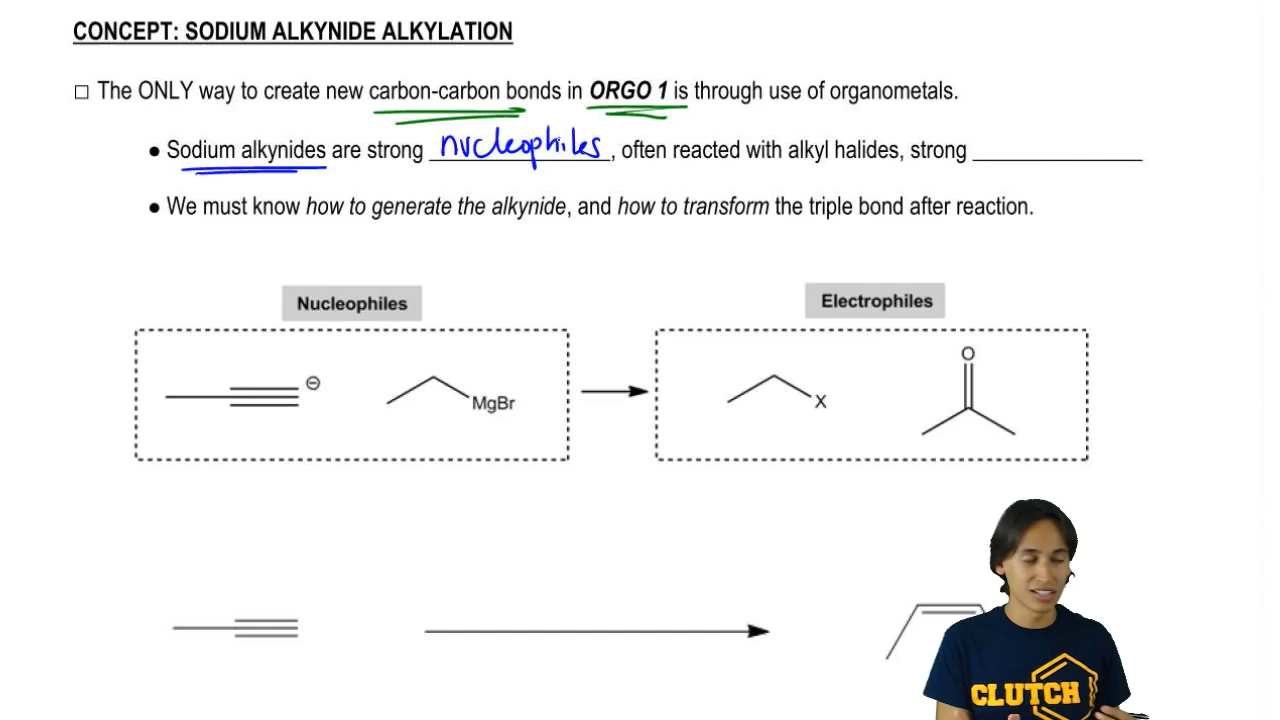 CONCEPT: SODIUM ALKYNIDE ALKYLATION
□ The ONLY way to create new carbon-carbon bonds in ORGO 1 is through use of organometals.
● Sodium alkynides are strong nucleophiles, often reacted with alkyl halides, strong _______________
● We must know how to generate the alkynide, and how to transform the triple bond after reaction.
Nucleophiles
Electrophiles
⊖
O
MgBr
X
CLUTCH